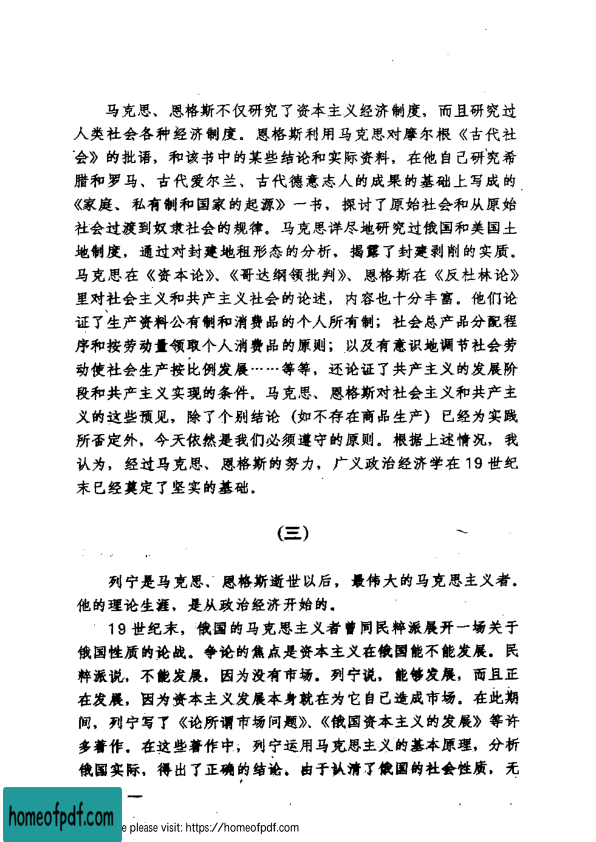 马克思、恩格斯不仅研究了资本主义经济制度，而且研究过
人类社会各种经济制度。恩格斯利用马克思对摩尔根《古代社
会》的批语，和该书中的某些结论和实际资料，在他自己研究希
腊和罗马、古代爱尔兰、古代德意志人的成果的基础上写成的
《家庭、私有制和国家的起源》一书，探讨了原始社会和从原始
社会过渡到奴隶社会的规律。马克思详尽地研究过俄国和美国土
地制度，通过对封建地租形态的分析，揭露了封建剥削的实质。
马克思在《资本论》、《哥达纲领批判》、恩格斯在《反杜林论》
里对社会主义和共产主义社会的论述，内容也十分丰富。他们论
证了生产资料公有制和消费品的个人所有制；社会总产品分配程
序和按劳动量领取个人消费品的原则；以及有意识地调节社会劳
动使社会生产按比例发展……等等，还论证了共产主义的发展阶
段和共产主义实现的条件。马克思、恩格斯对社会主义和共产主
义的这些预见，除了个别结论（如不存在商品生产）已经为实践
所否定外，今天依然是我们必须遵守的原则。根据上述情况，我
认为，经过马克思、恩格斯的努力，广义政治经济学在19世纪
末已经奠定了坚实的基础。
(三)
列宁是马克思、恩格斯逝世以后，最伟大的马克思主义者。
他的理论生涯，是从政治经济开始的。
19世纪末，俄国的马克思主义者曾同民粹派展开一场关于
俄国性质的论战。争论的焦点是资本主义在俄国能不能发展。民
粹派说，不能发展，因为没有市场。列宁说，能够发展，而且正
在发展，因为资本主义发展本身就在为它自己造成市场。在此期
间，列宁写了《论所谓市场问题》、《俄国资本主义的发展》等许
多著作。在这些著作中，列宁运用马克思主义的基本原理，分析
俄国实际，得出了正确的结论。由于认清了俄国的社会性质，无
homeofpdf.com
e please visit: https://homeofpdf.com